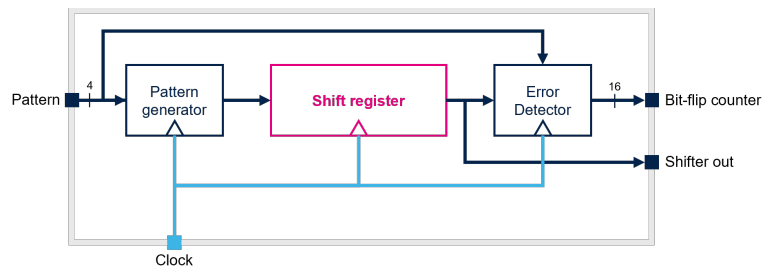 Pattern
4
Pattern
generator
Shift register
Error
Detector
16
Bit-flip counter
Shifter out
Clock